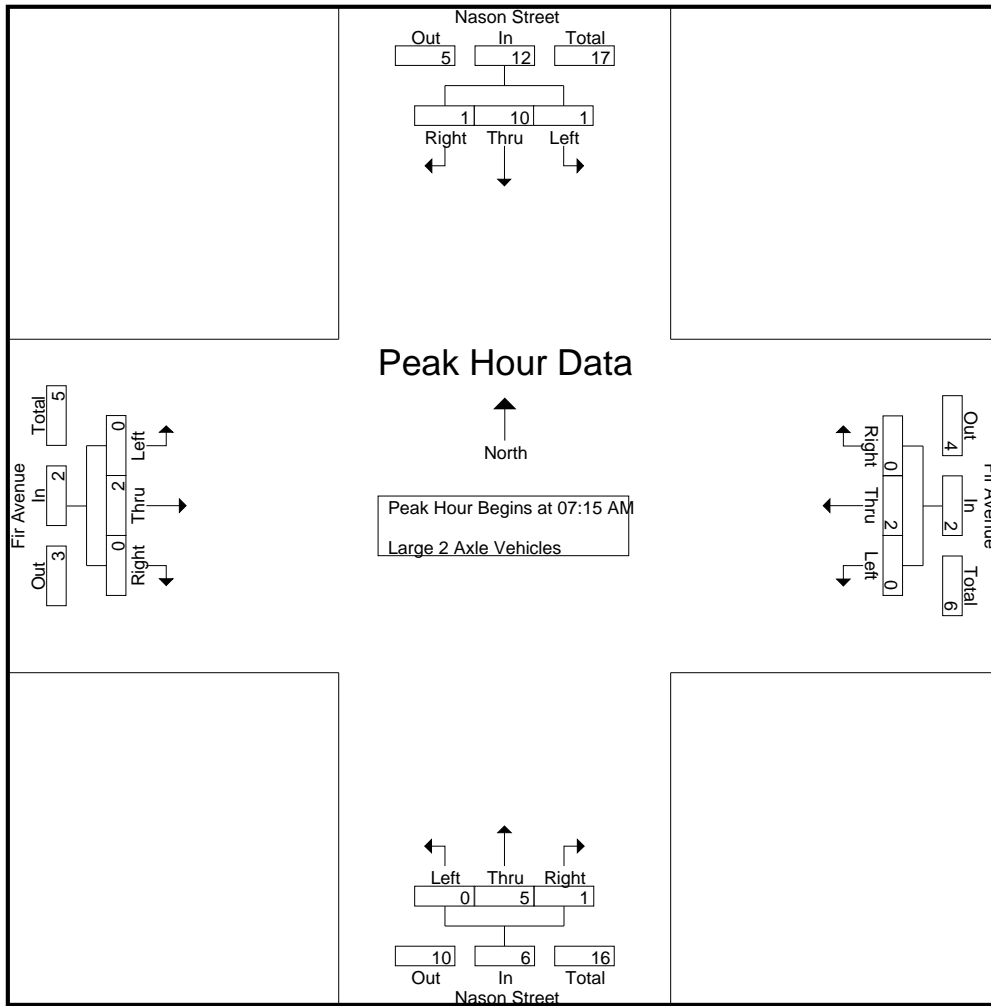 Nason Street
Out In Total
5 12 17
1 10 1
Right Thru Left
Peak Hour Data
North
Peak Hour Begins at 07:15 AM
Large 2 Axle Vehicles
Fir Avenue
Out In Total
3 2 5
0 2 0
Left Thru Right
Fir Avenue
Out In Total
4 2 6
0 2 0
Right Thru Left
Left Thru Right
0 5 1
10 6 16
Out In Total
Nason Street